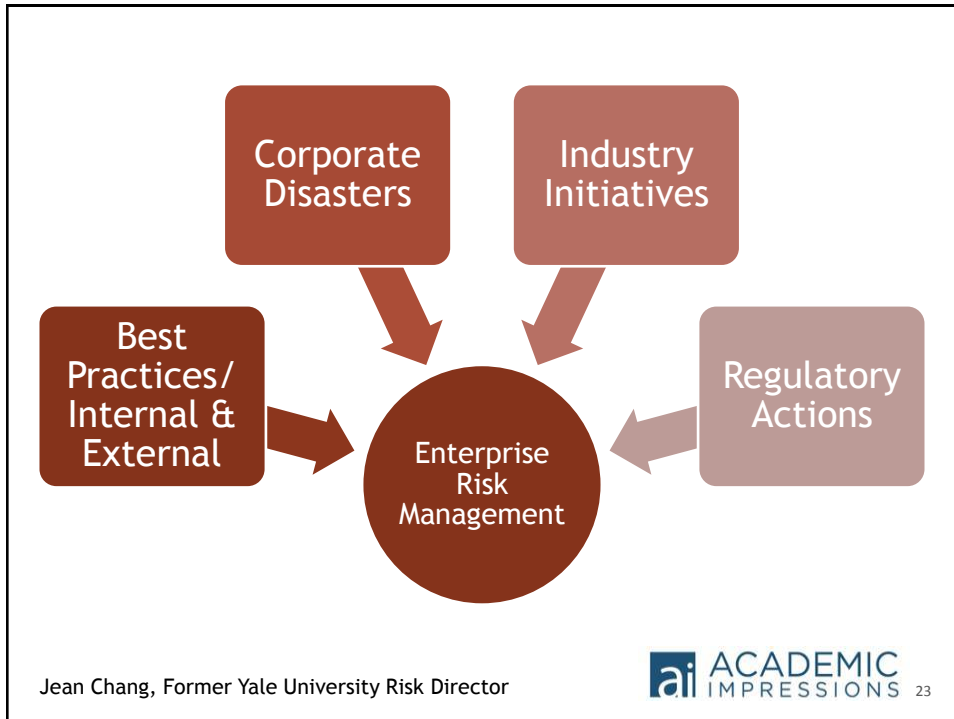 Corporate
Disasters
Industry
Initiatives
Best
Practices/
Internal &
External
Regulatory
Actions
Enterprise
Risk
Management
Jean Chang, Former Yale University Risk Director
ai ACADEMIC
IMPRESSIONS
23